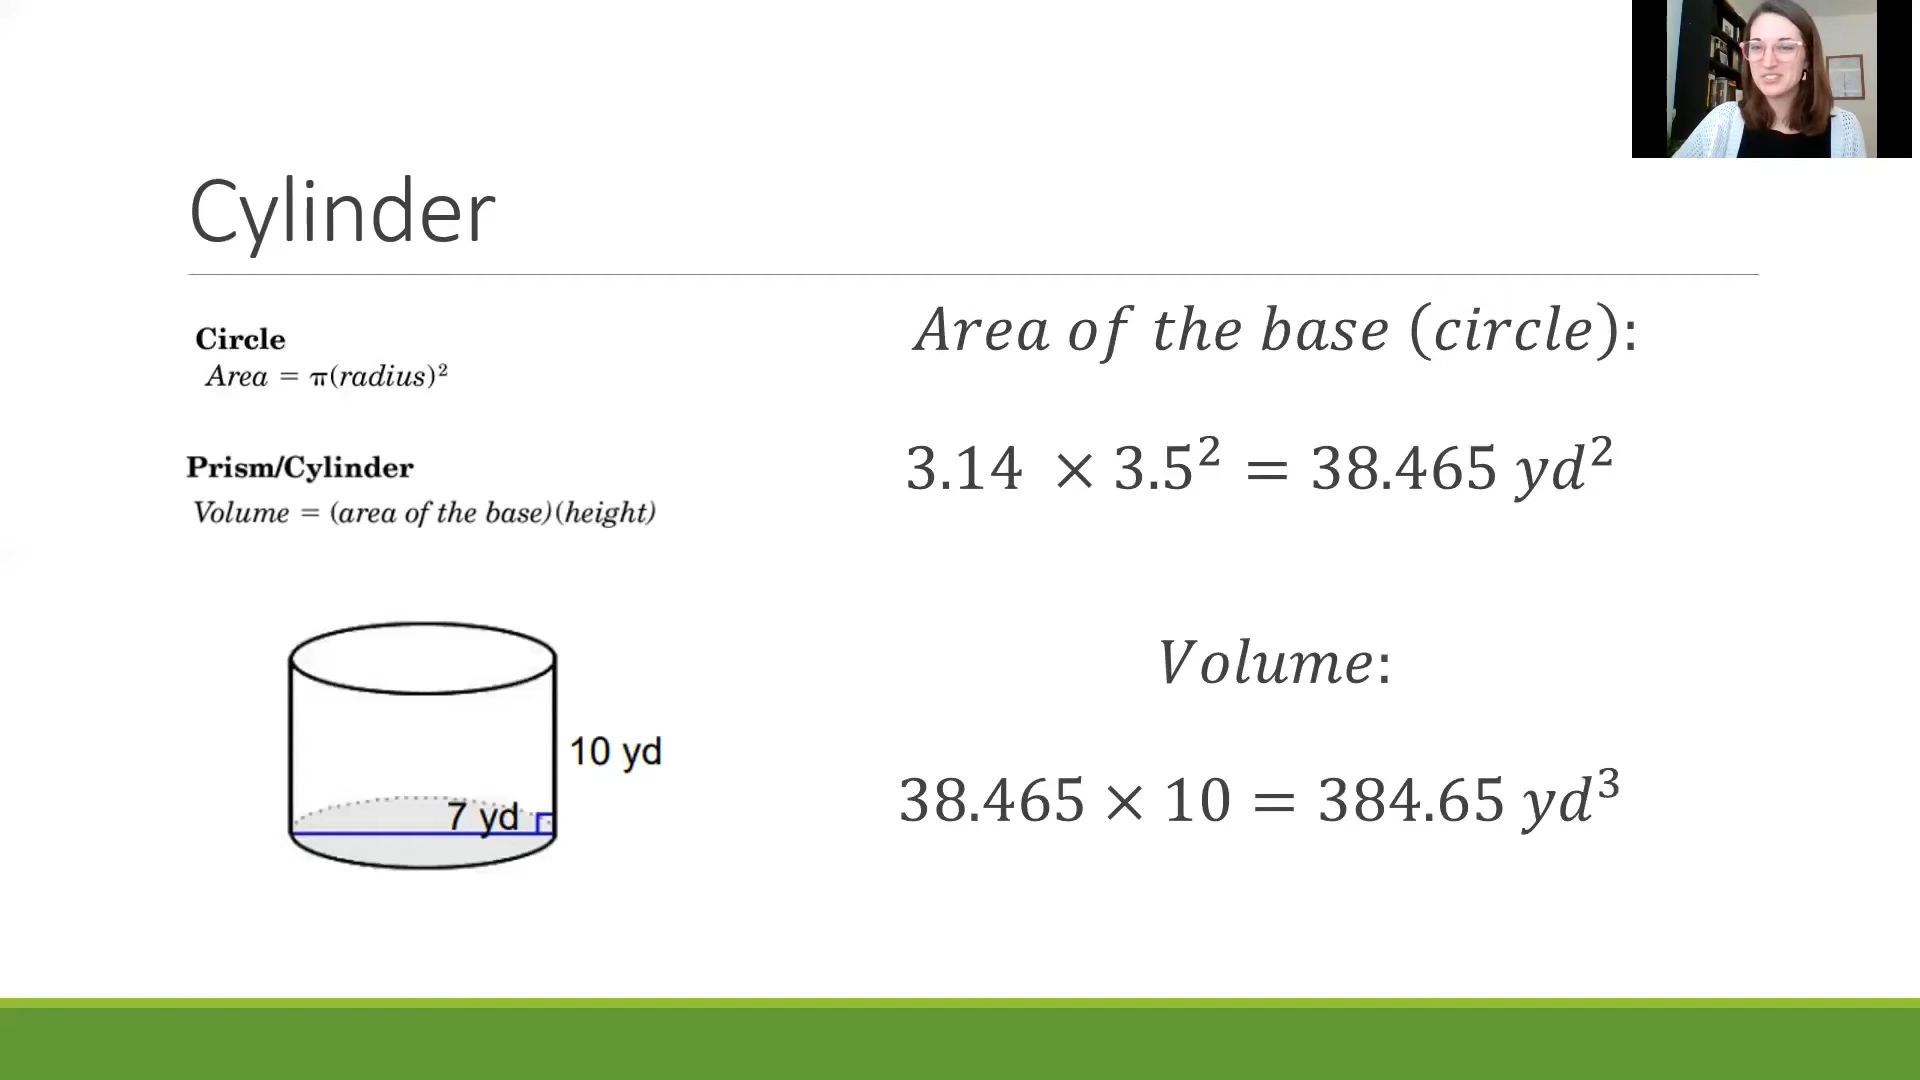 Cylinder
Circle
Area = π(radius)²
Prism/Cylinder
Volume = (area of the base)(height)
10 yd
7 yd
Area of the base (circle):
3.14 × 3.5² = 38.465 yd²
Volume:
38.465 × 10 = 384.65 yd³